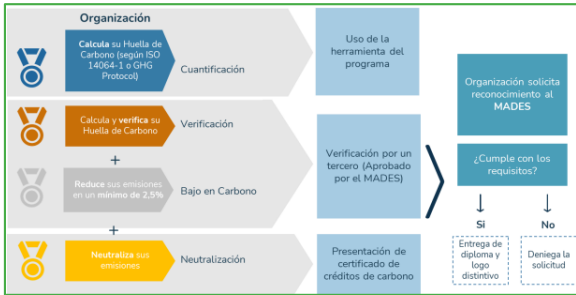 Organización
Calcula su Huella de
Carbono (según ISO
14064-1 o GHG
Protocol)
Cuantificación
Uso de la
herramienta del
programa
Calcula y verifica su
Huella de Carbono
Verificación
+
Reduce sus emisiones
en un mínimo de 2,5%
Bajo en Carbono
Verificación por un
tercero (Aprobado
por el MADES)
+
Neutraliza sus
emisiones
Neutralización
Presentación de
certificado de
créditos de carbono
Organización solicita
reconocimiento al
MADES
¿Cumple con los
requisitos?
Si
No
Entrega de
diploma y
logo
distintivo
Deniega la
solicitud